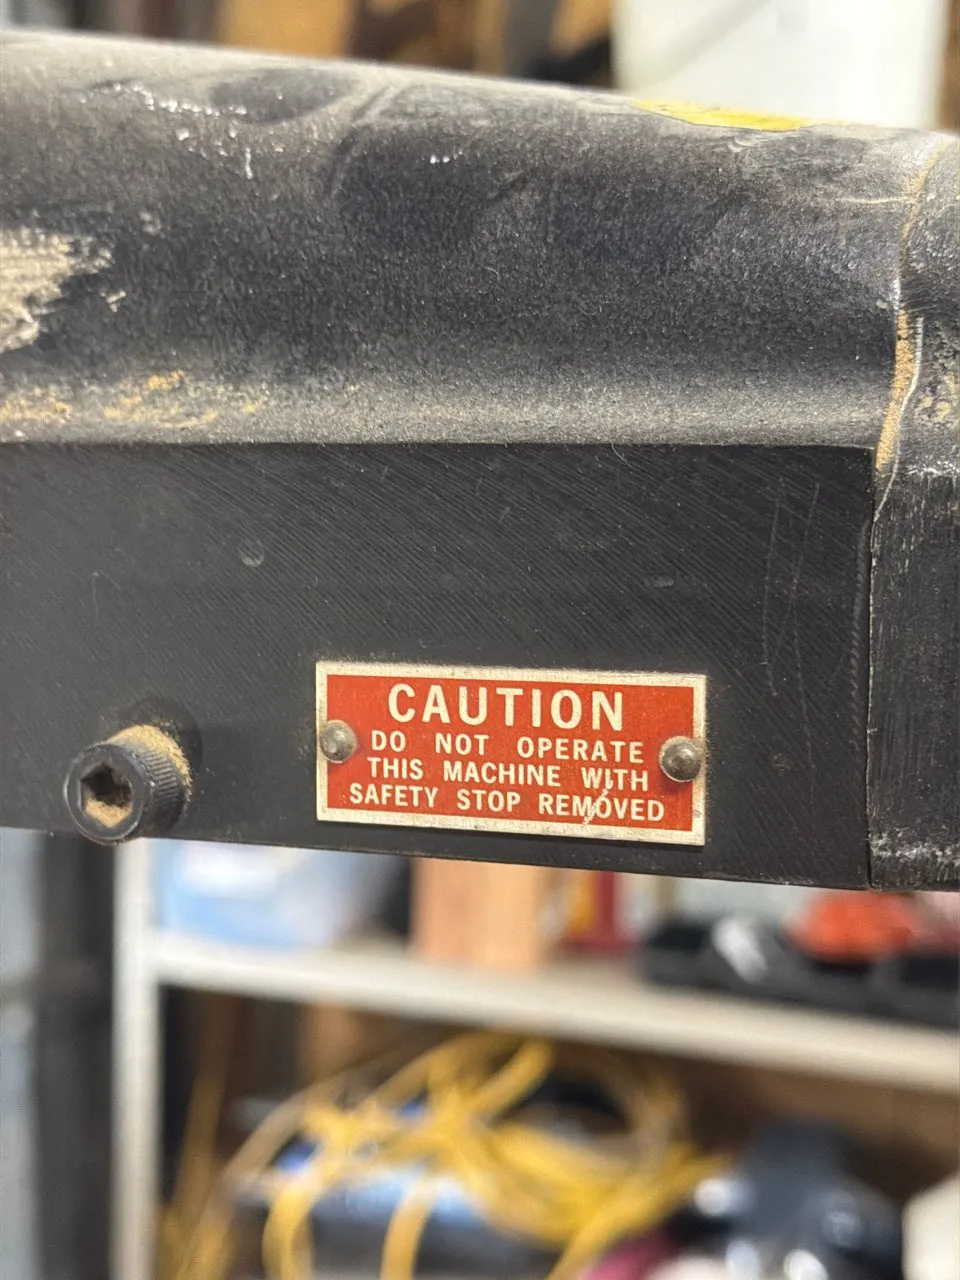 CAUTION
DO NOT OPERATE
THIS MACHINE WITH
SAFETY STOP REMOVED